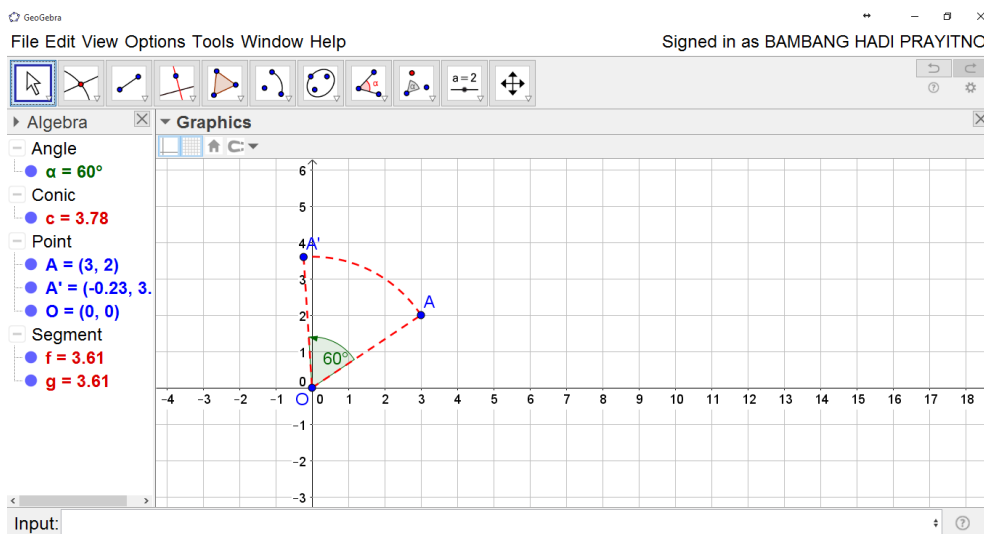 GeoGebra
File Edit View Options Tools Window Help
Signed in as BAMBANG HADI PRAYITNO
α
α
a=2
Algebra
Graphics
Angle
α = 60°
Conic
c = 3.78
Point
A = (3, 2)
A' = (-0.23, 3.
O = (0, 0)
Segment
f = 3.61
g = 3.61
6
5
4
3
2
1
0
-1
-2
-3
-4 -3 -2 -1 0 1 2 3 4 5 6 7 8 9 10 11 12 13 14 15 16 17 18
A'
A
60°
O
Input: